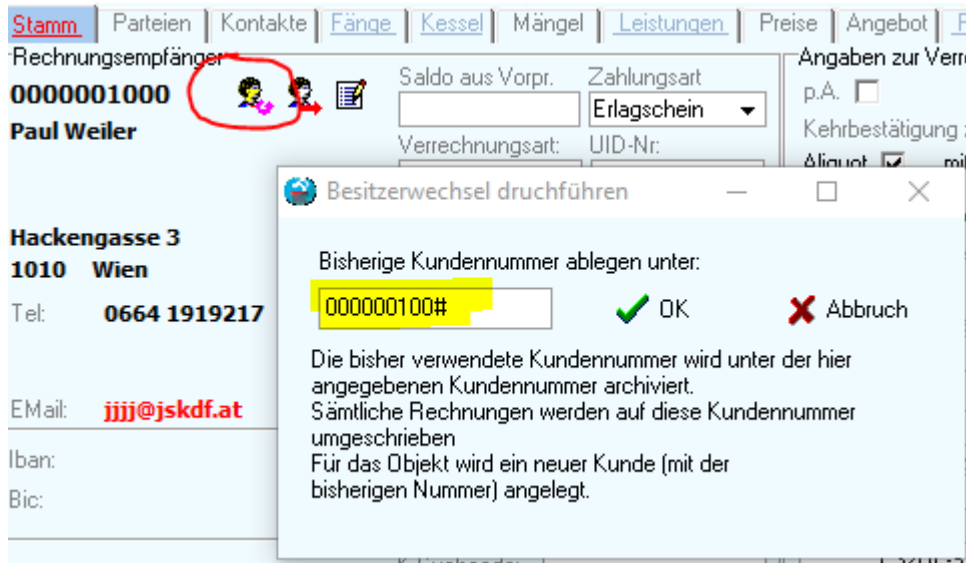 Stamm Parteien Kontakte Fänge Kessel Mängel Leistungen Preise Angebot
Rechnungsempfänger
0000001000
Paul Weiler
Hackengasse 3
1010 Wien
Tel: 0664 1919217
EMail: jjjj@jskdf.at
Iban:
Bic:
Saldo aus Vorpr. Zahlungsart
Erlagschein
Verrechnungsart: UID-Nr:
Angaben zur Verre
p.A.
Kehrbestätigung
Aliquot
Besitzerwechsel druchführen
Bisherige Kundennummer ablegen unter:
000000100#
OK
Abbruch
Die bisher verwendete Kundennummer wird unter der hier
angegebenen Kundennummer archiviert.
Sämtliche Rechnungen werden auf diese Kundennummer
umgeschrieben
Für das Objekt wird ein neuer Kunde (mit der
bisherigen Nummer) angelegt.